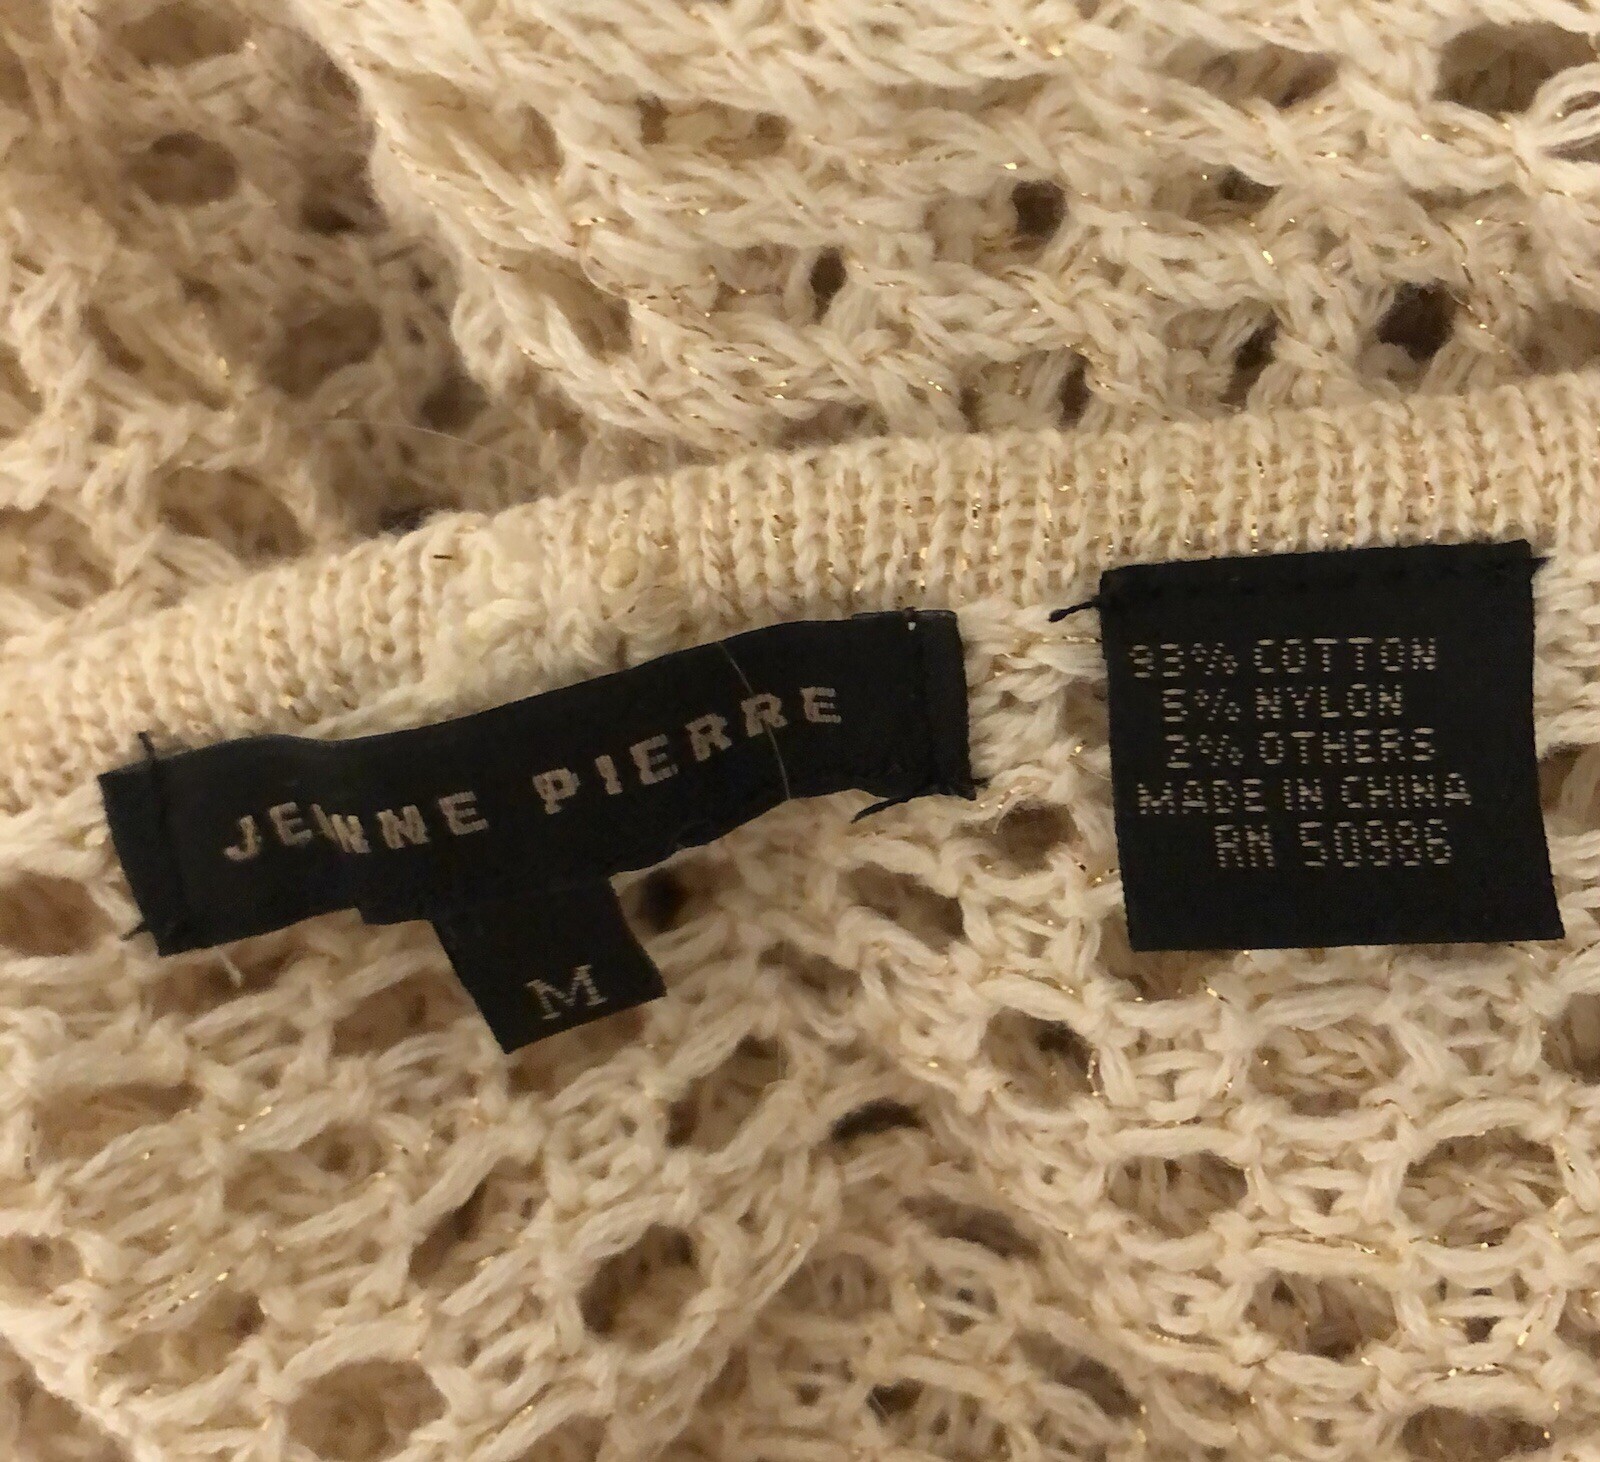 JEANNE PIERRE
M
93% COTTON
5% NYLON
2% OTHERS
MADE IN CHINA
RN 50986